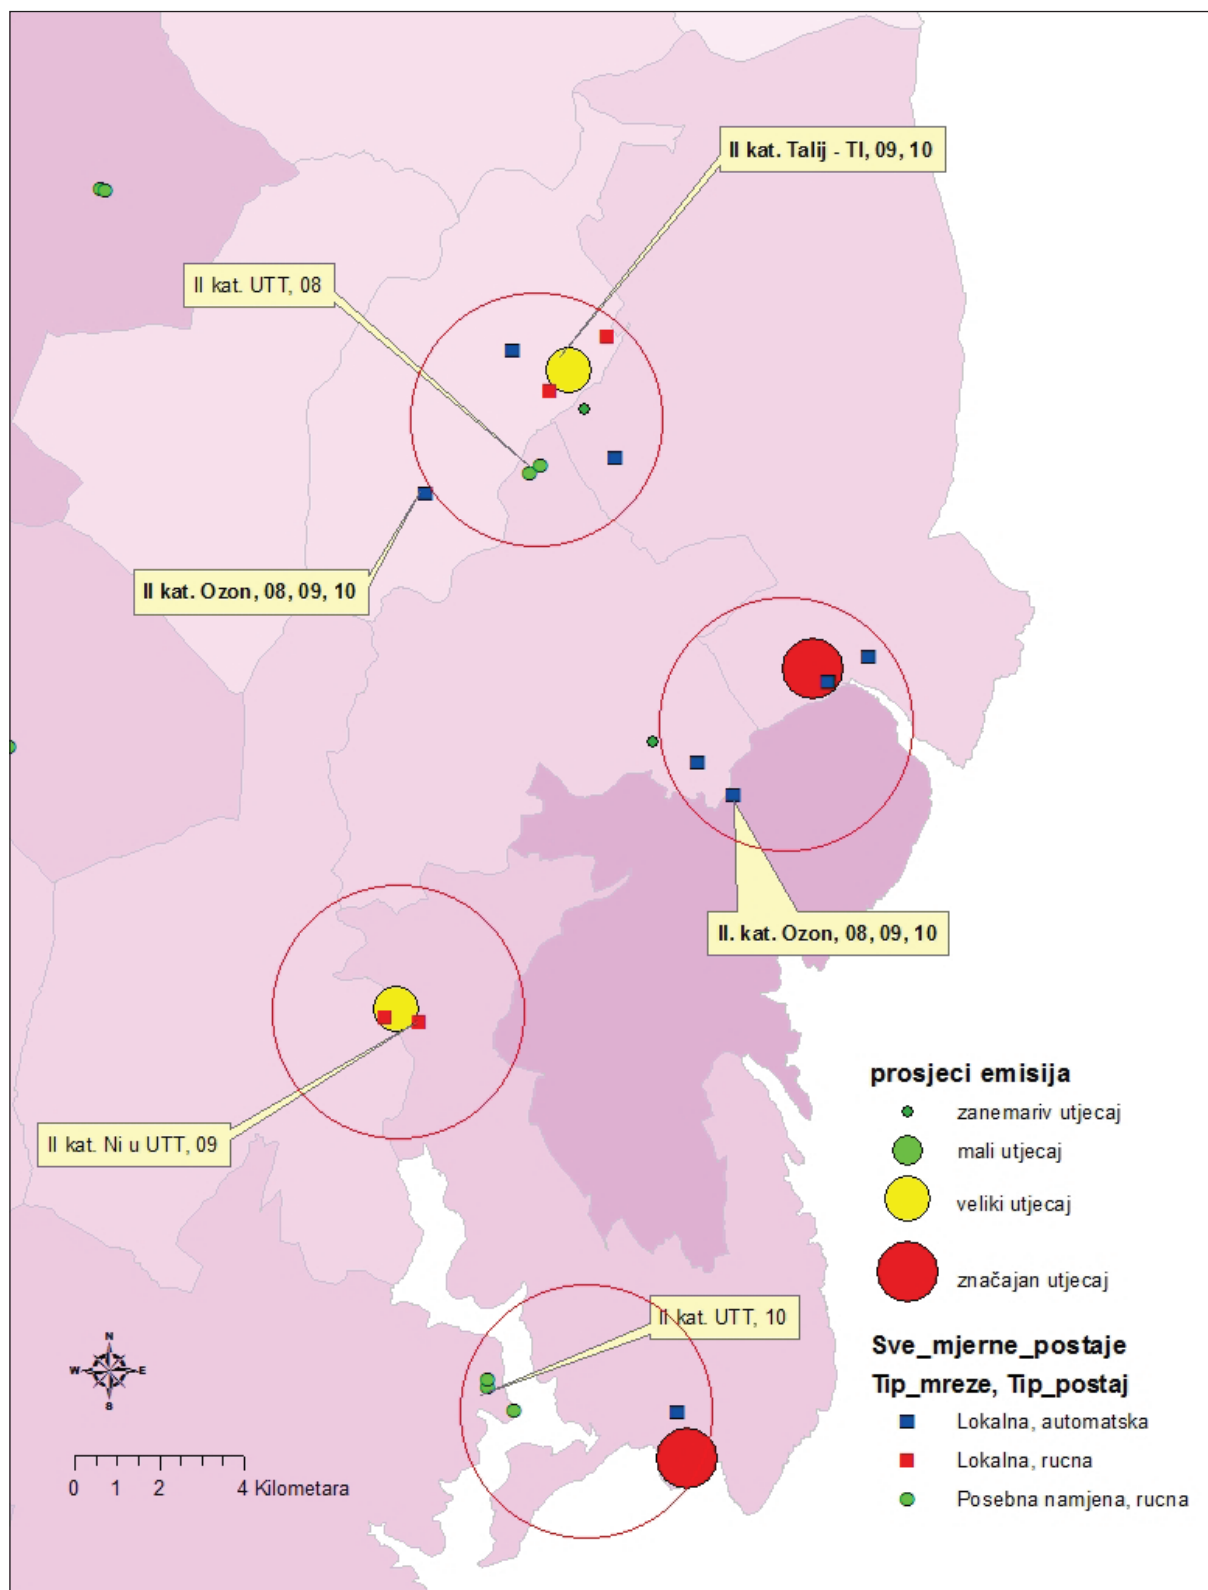 II kat. Talij - Tl, 09, 10
II kat. UTT, 08
II kat. Ozon, 08, 09, 10
II. kat. Ozon, 08, 09, 10
II kat. Ni u UTT, 09
II kat. UTT, 10
prosjeci emisija
zanemariv utjecaj
mali utjecaj
veliki utjecaj
značajan utjecaj
Sve_mjerne_postaje
Tip_mreze, Tip_postaj
Lokalna, automatska
Lokalna, rucna
Posebna namjena, rucna
N
W E
S
0 1 2 4 Kilometara